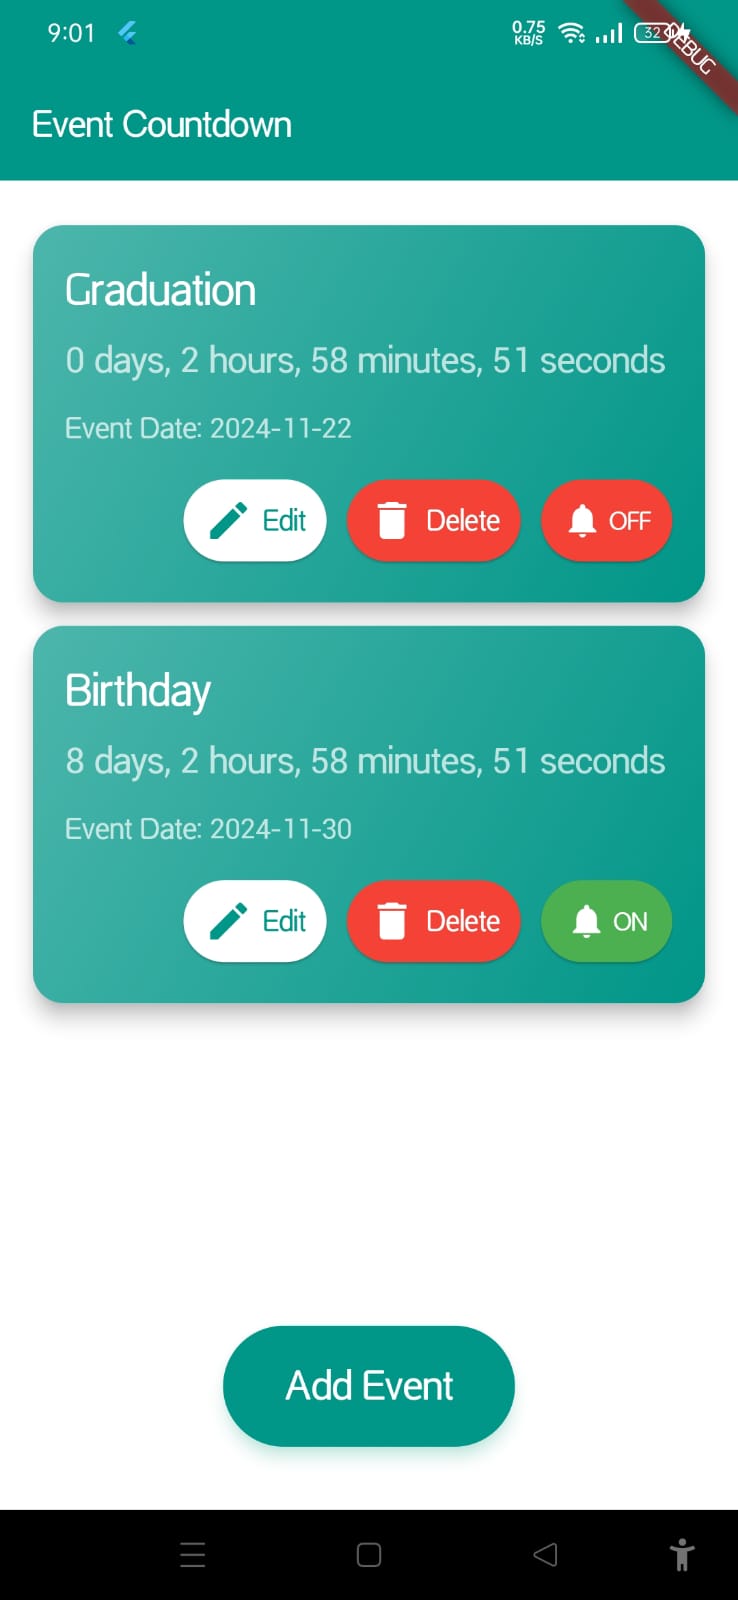 9:01
0.75
KB/S
32
DEBUG
Event Countdown
Graduation
0 days, 2 hours, 58 minutes, 51 seconds
Event Date: 2024-11-22
Edit Delete OFF
Birthday
8 days, 2 hours, 58 minutes, 51 seconds
Event Date: 2024-11-30
Edit Delete ON
Add Event